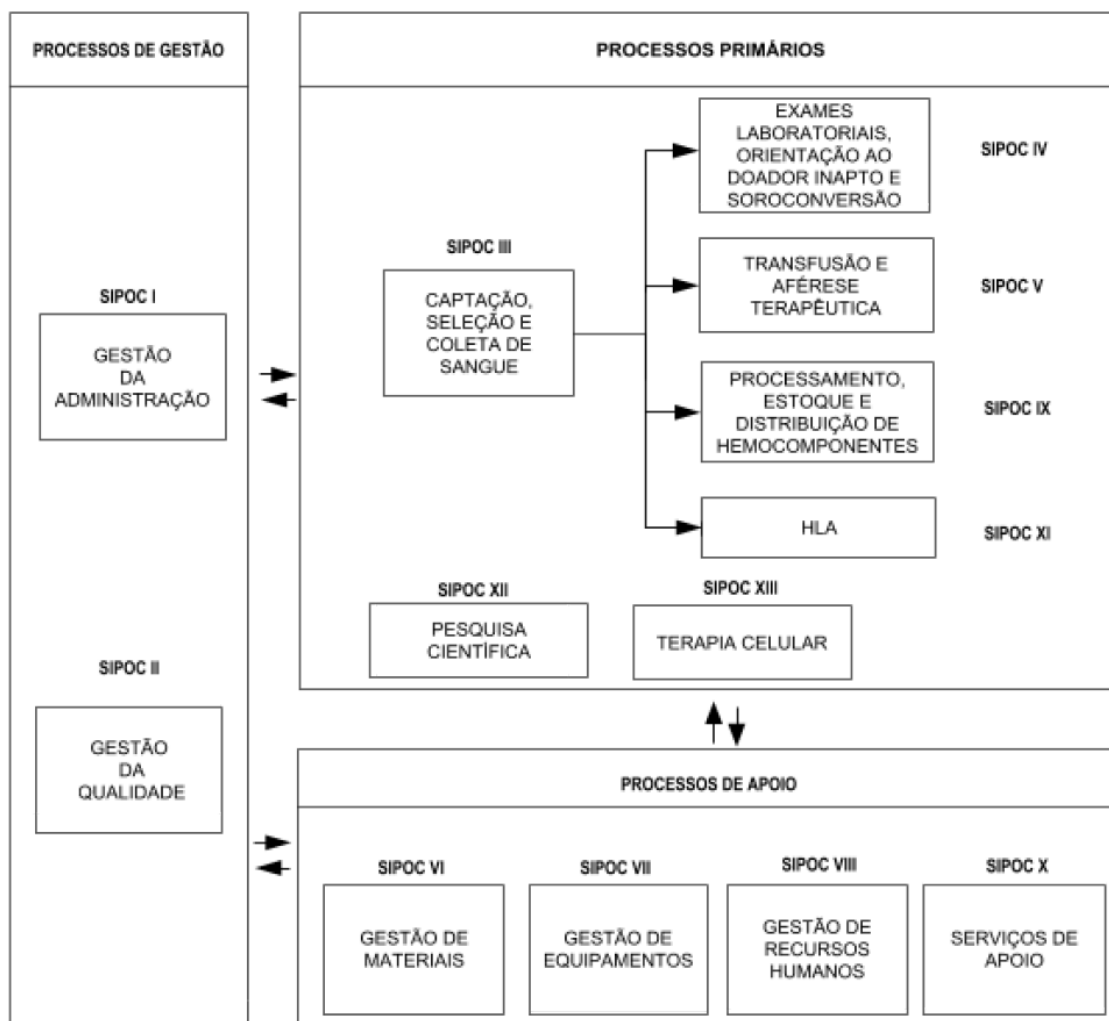 PROCESSOS DE GESTÃO
SIPOC I
GESTÃO
DA
ADMINISTRAÇÃO
SIPOC II
GESTÃO
DA
QUALIDADE
PROCESSOS PRIMÁRIOS
SIPOC III
CAPTAÇÃO,
SELEÇÃO E
COLETA DE
SANGUE
EXAMES
LABORATORIAIS,
ORIENTAÇÃO AO
DOADOR INAPTO E
SOROCONVERSÃO
SIPOC IV
TRANSFUSÃO E
AFÉRESE
TERAPÊUTICA
SIPOC V
PROCESSAMENTO,
ESTOQUE E
DISTRIBUIÇÃO DE
HEMOCOMPONENTES
SIPOC IX
HLA
SIPOC XI
SIPOC XII
PESQUISA
CIENTÍFICA
SIPOC XIII
TERAPIA CELULAR
PROCESSOS DE APOIO
SIPOC VI
GESTÃO DE
MATERIAIS
SIPOC VII
GESTÃO DE
EQUIPAMENTOS
SIPOC VIII
GESTÃO DE
RECURSOS
HUMANOS
SIPOC X
SERVIÇOS DE
APOIO